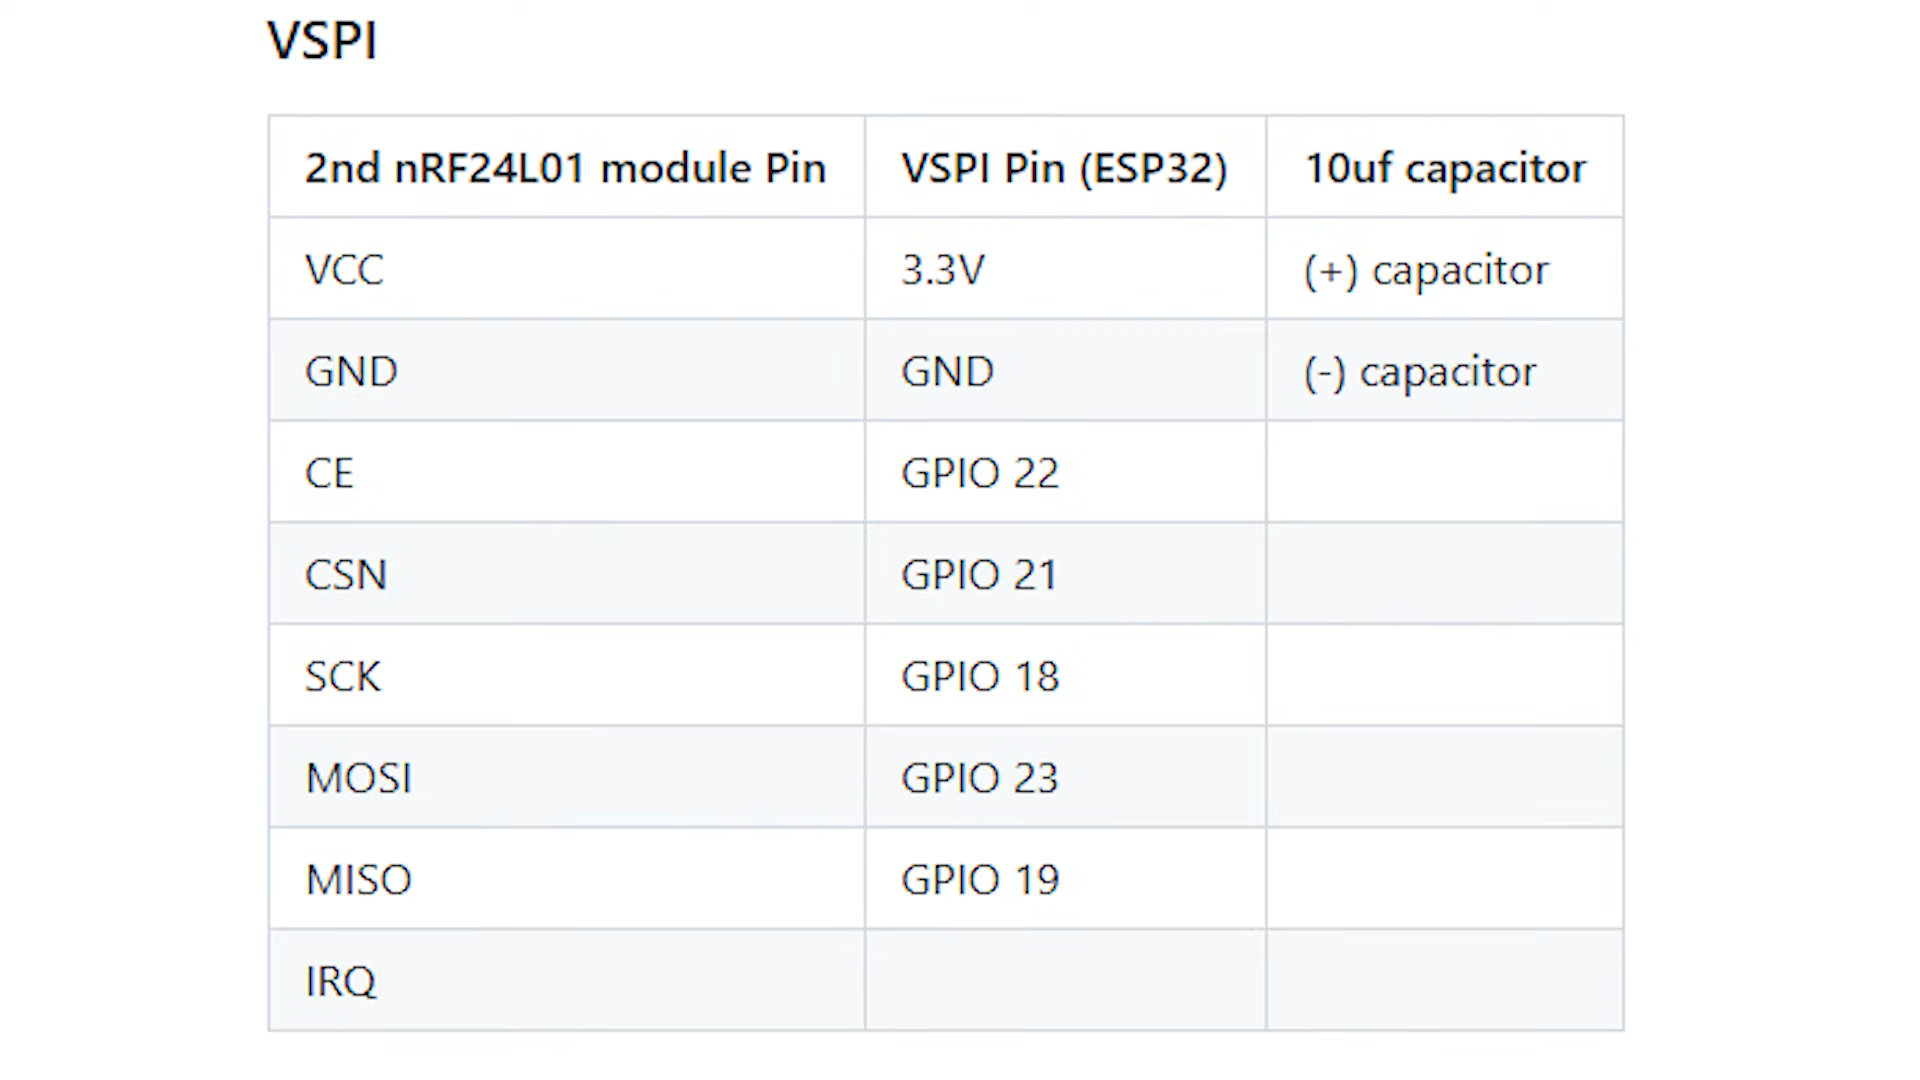 VSPI
2nd nRF24L01 module Pin VSPI Pin (ESP32) 10uf capacitor
VCC 3.3V (+) capacitor
GND GND (-) capacitor
CE GPIO 22
CSN GPIO 21
SCK GPIO 18
MOSI GPIO 23
MISO GPIO 19
IRQ